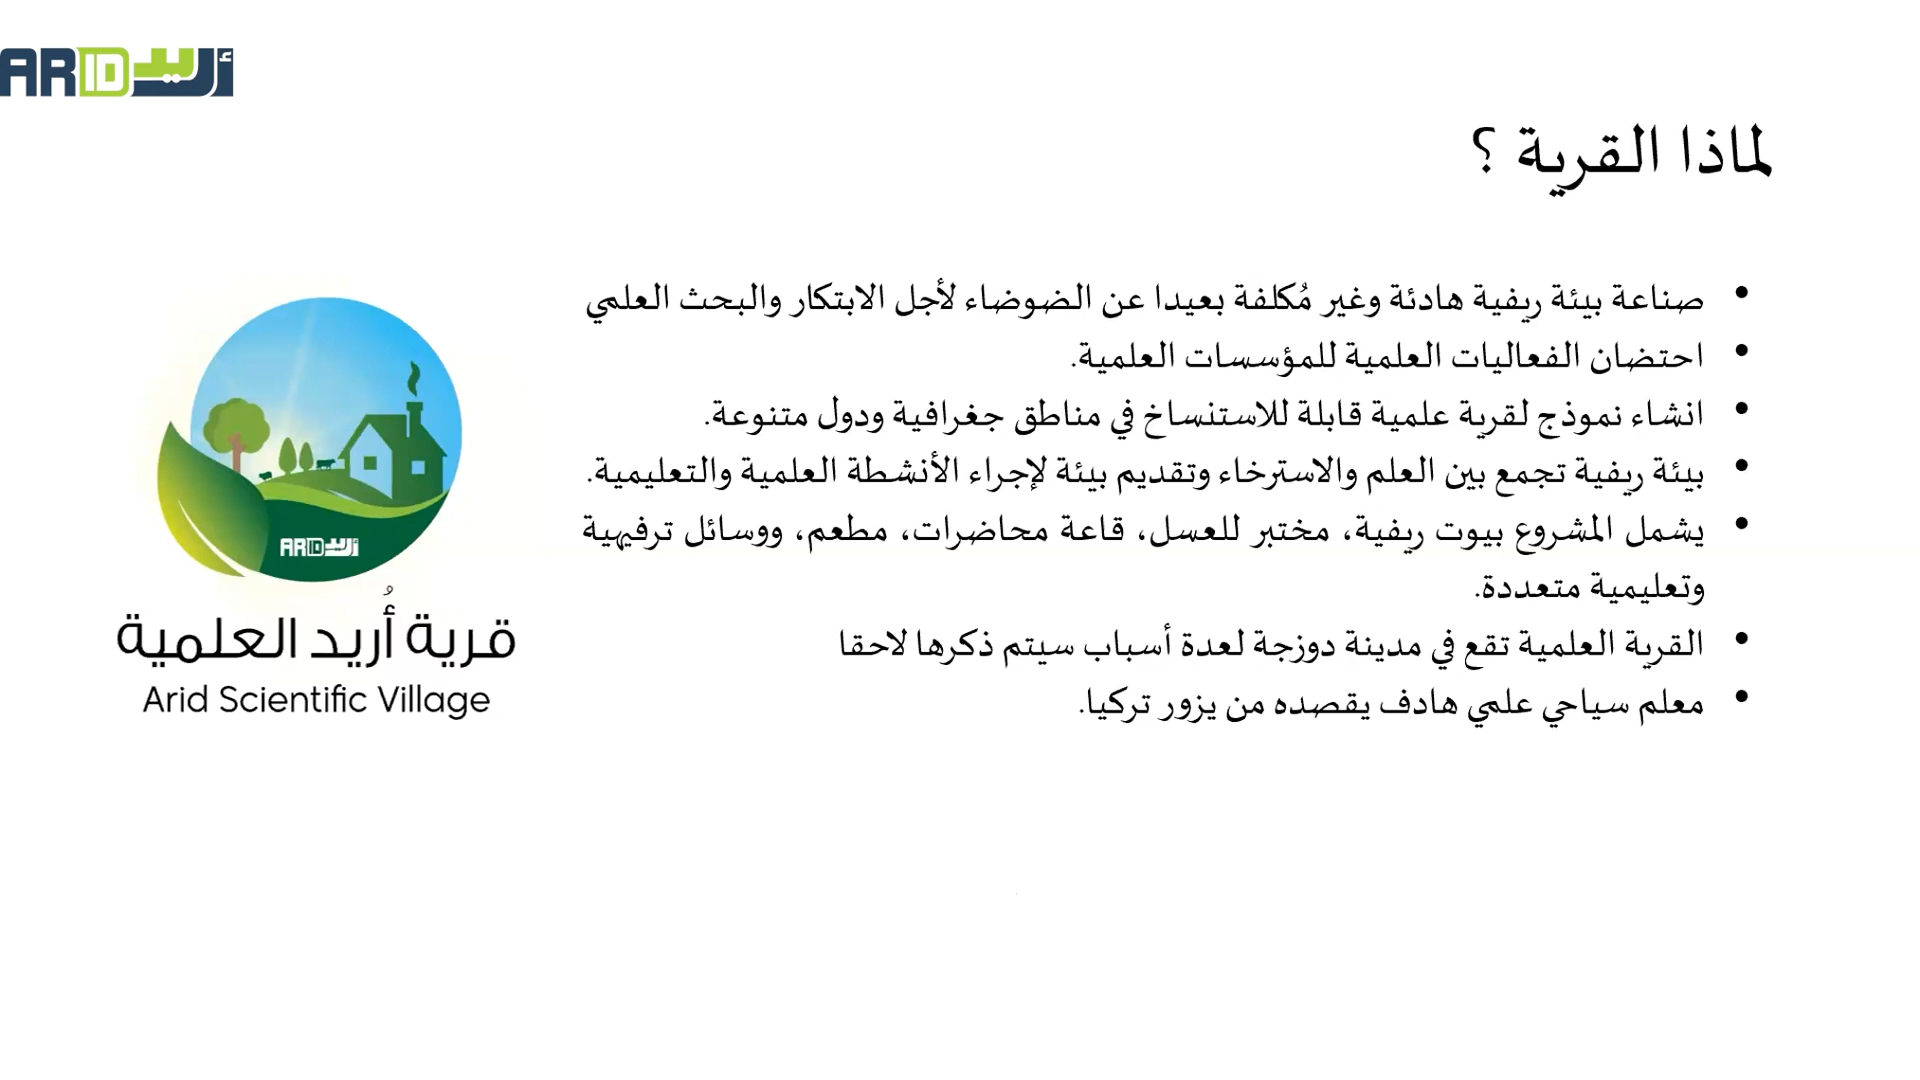 ARID أريد
لماذا القرية ؟
صناعة بيئة ريفية هادئة وغير مُكلفة بعيدا عن الضوضاء لأجل الابتكار والبحث العلمي
احتضان الفعاليات العلمية للمؤسسات العلمية.
انشاء نموذج لقرية علمية قابلة للاستنساخ في مناطق جغرافية ودول متنوعة.
بيئة ريفية تجمع بين العلم والاسترخاء وتقديم بيئة لإجراء الأنشطة العلمية والتعليمية.
يشمل المشروع بيوت ريفية، مختبر للعسل، قاعة محاضرات، مطعم، ووسائل ترفيهية
وتعليمية متعددة.
القرية العلمية تقع في مدينة دوزجة لعدة أسباب سيتم ذكرها لاحقا
معلم سياحي علمي هادف يقصده من يزور تركيا.
ARID أريد
قرية أُريد العلمية
Arid Scientific Village